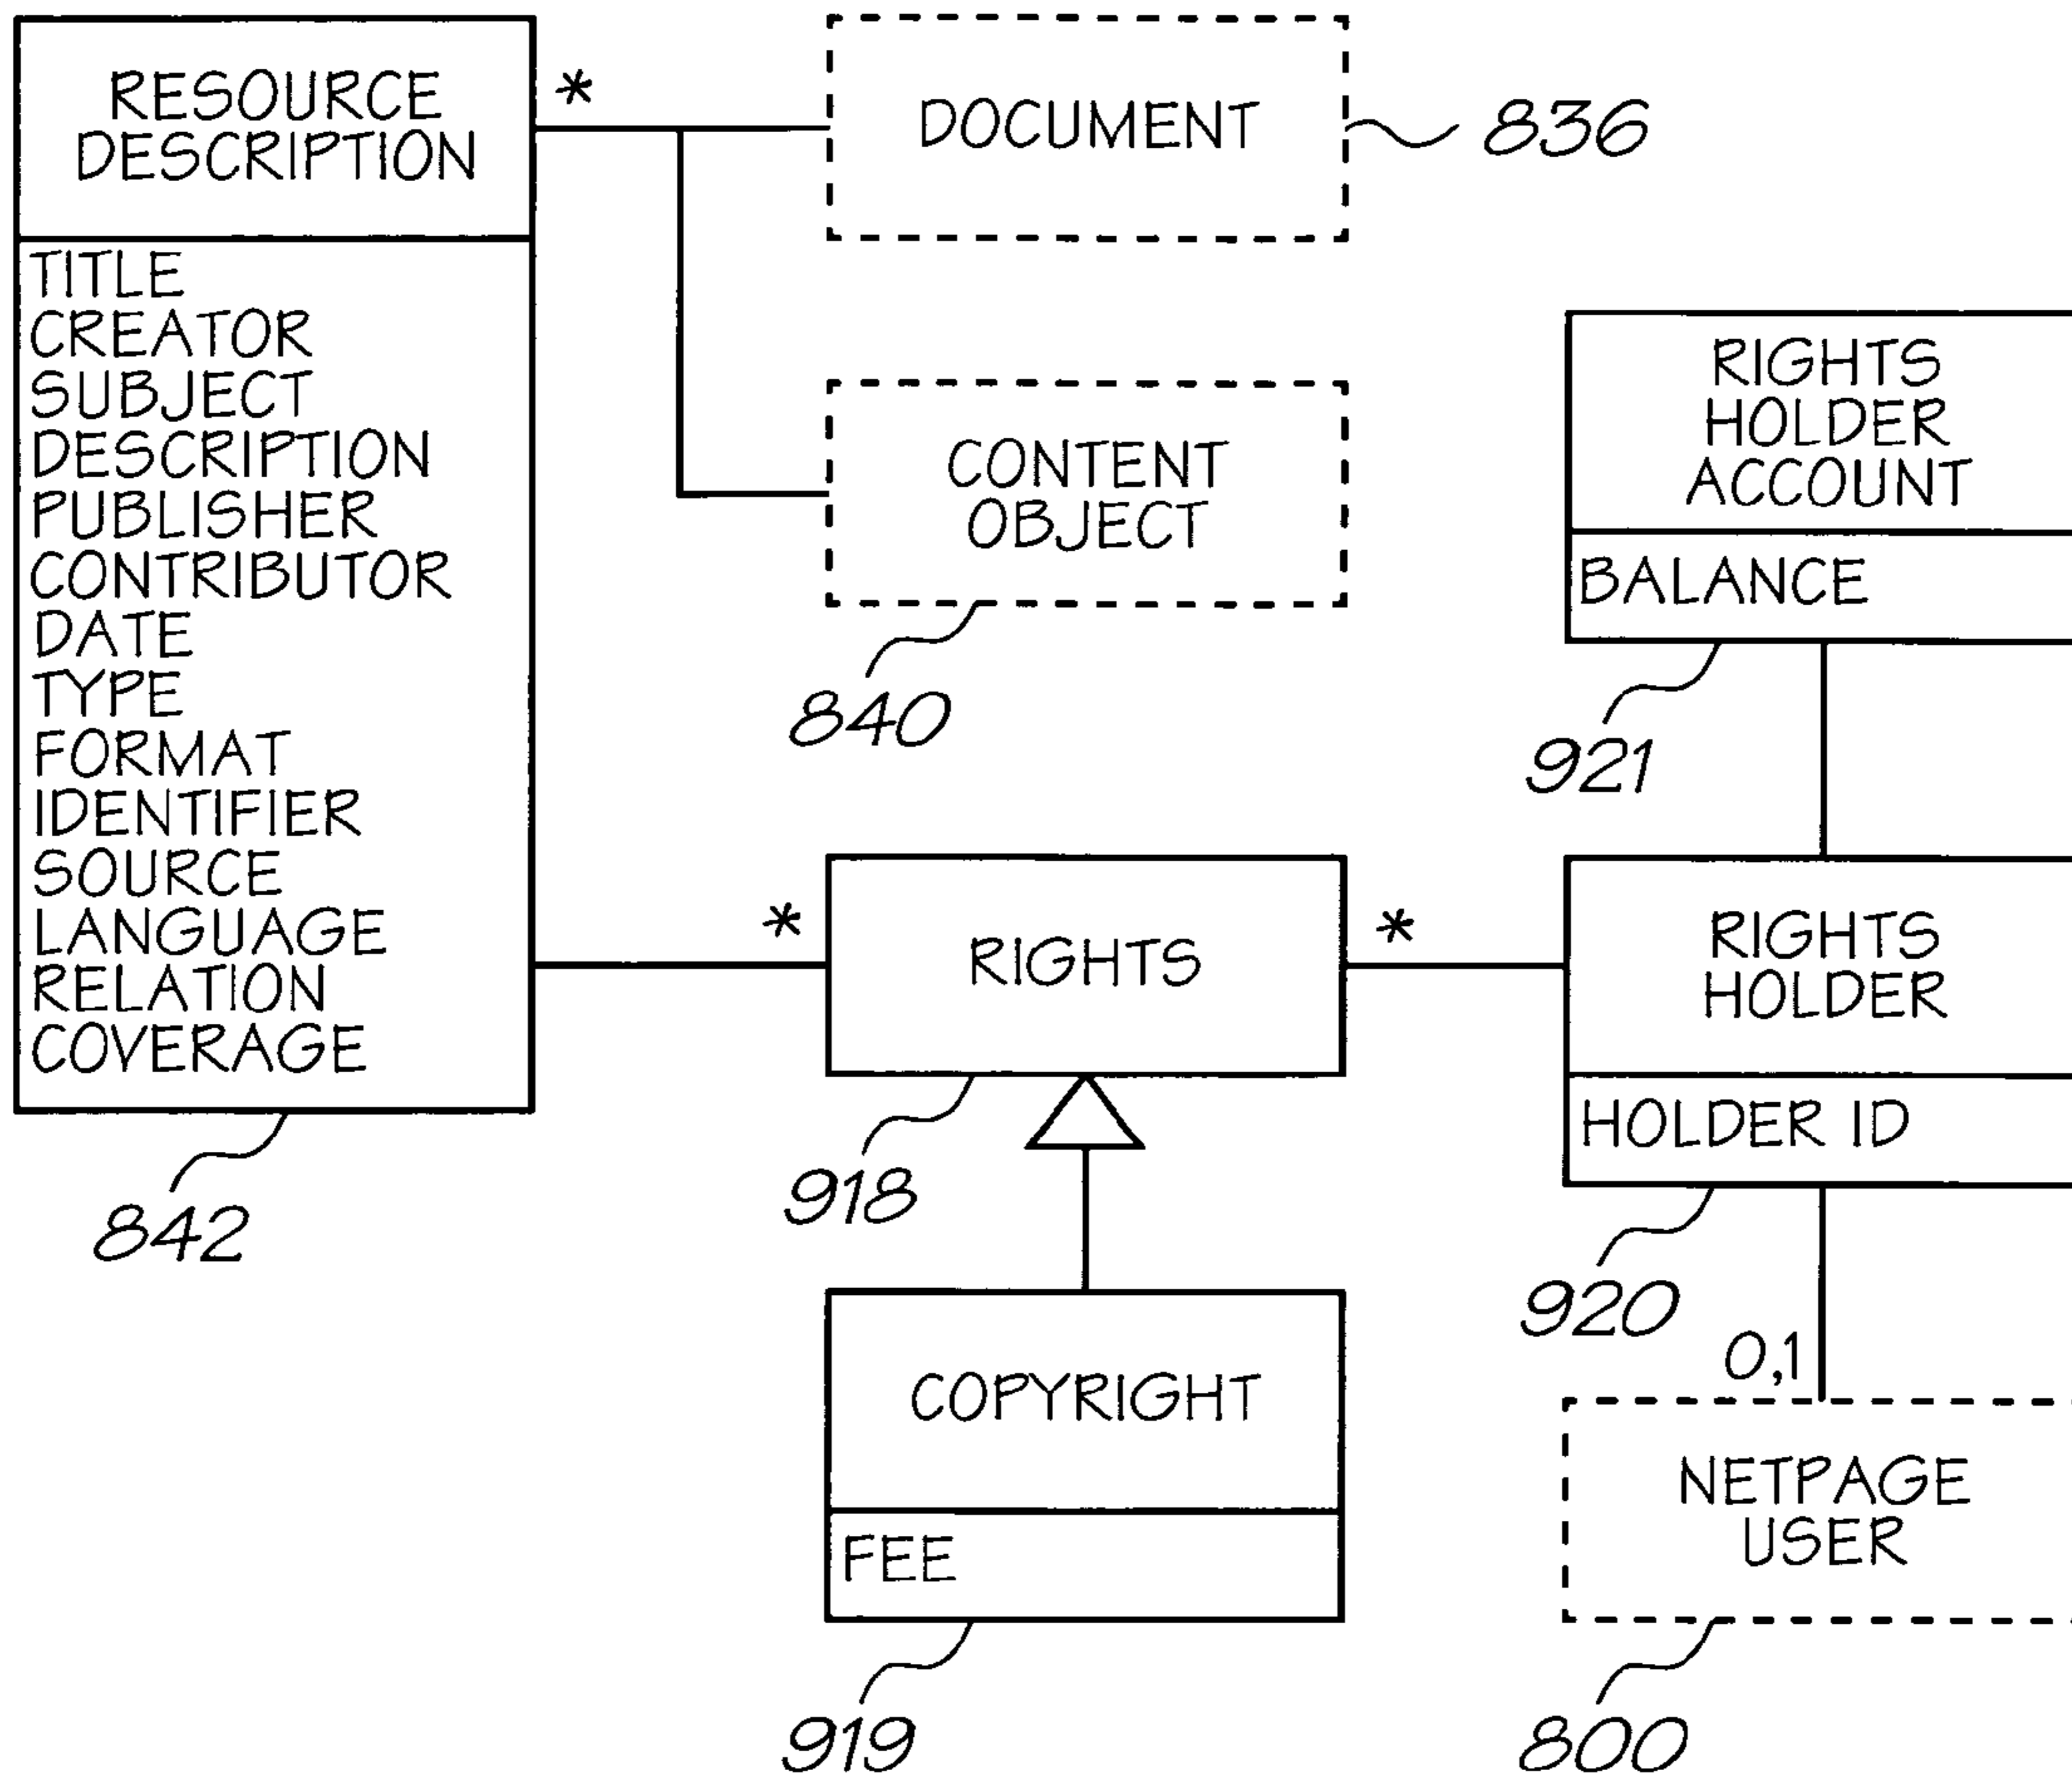 RESOURCE
DESCRIPTION
*
TITLE
CREATOR
SUBJECT
DESCRIPTION
PUBLISHER
CONTRIBUTOR
DATE
TYPE
FORMAT
IDENTIFIER
SOURCE
LANGUAGE
RELATION
COVERAGE
842
DOCUMENT
836
CONTENT
OBJECT
840
RIGHTS
HOLDER
ACCOUNT
BALANCE
921
*
RIGHTS
*
918
RIGHTS
HOLDER
HOLDER ID
920
COPYRIGHT
FEE
919
0,1
NETPAGE
USER
800